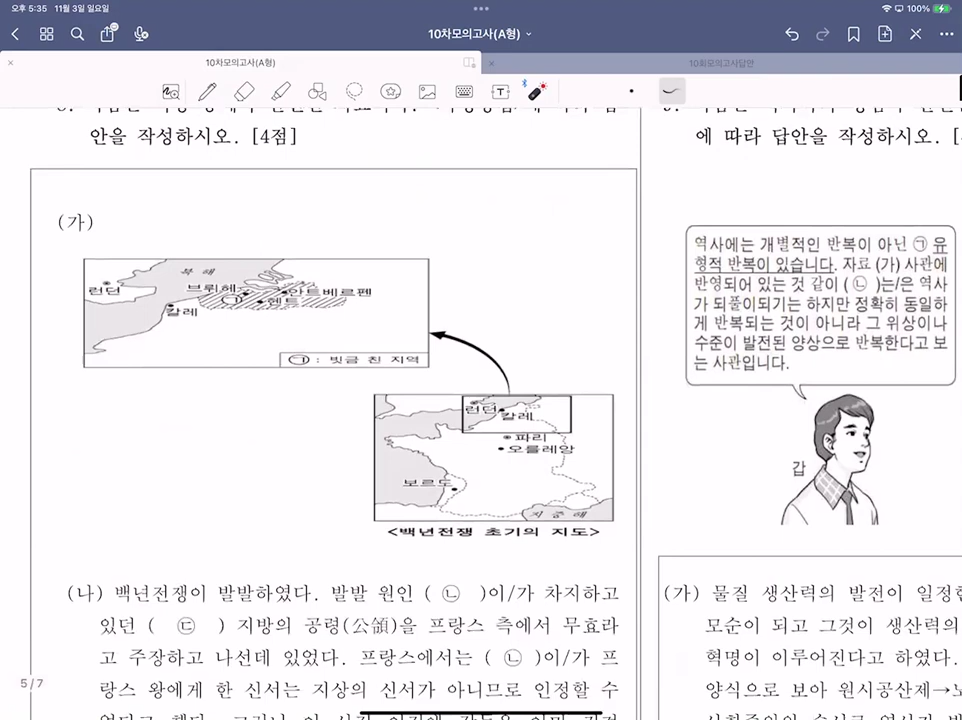 오후 5:35 11월 3일 일요일
100%
10차모의고사(A형)
10차모의고사(A형)
10회모의고사답안
안을 작성하시오. [4점]
(가)
북 해
런던
브뤼헤
안트베르펜
㉠
헨트
칼레
㉠ : 빗금 친 지역
런던
칼레
파리
오를레앙
보르도
지 중 해
<백년전쟁 초기의 지도>
(나) 백년전쟁이 발발하였다. 발발 원인 ( ㉡ )이/가 차지하고
있던 ( ㉢ ) 지방의 공령(公領)을 프랑스 측에서 무효라
고 주장하고 나선데 있었다. 프랑스에서는 ( ㉡ )이/가 프
랑스 왕에게 한 신서는 지상의 신서가 아니므로 인정할 수
5/7
에 따라 답안을 작성하시오.
역사에는 개별적인 반복이 아닌 ㉠ 유
형적 반복이 있습니다. 자료 (가) 사관에
반영되어 있는 것 같이 ( ㉡ )는/은 역사
가 되풀이되기는 하지만 정확히 동일하
게 반복되는 것이 아니라 그 위상이나
수준이 발전된 양상으로 반복한다고 보
는 사관입니다.
갑
(가) 물질 생산력의 발전이
모순이 되고 그것이 생산력의
혁명이 이루어진다고 하였다.
양식으로 보아 원시공산제→